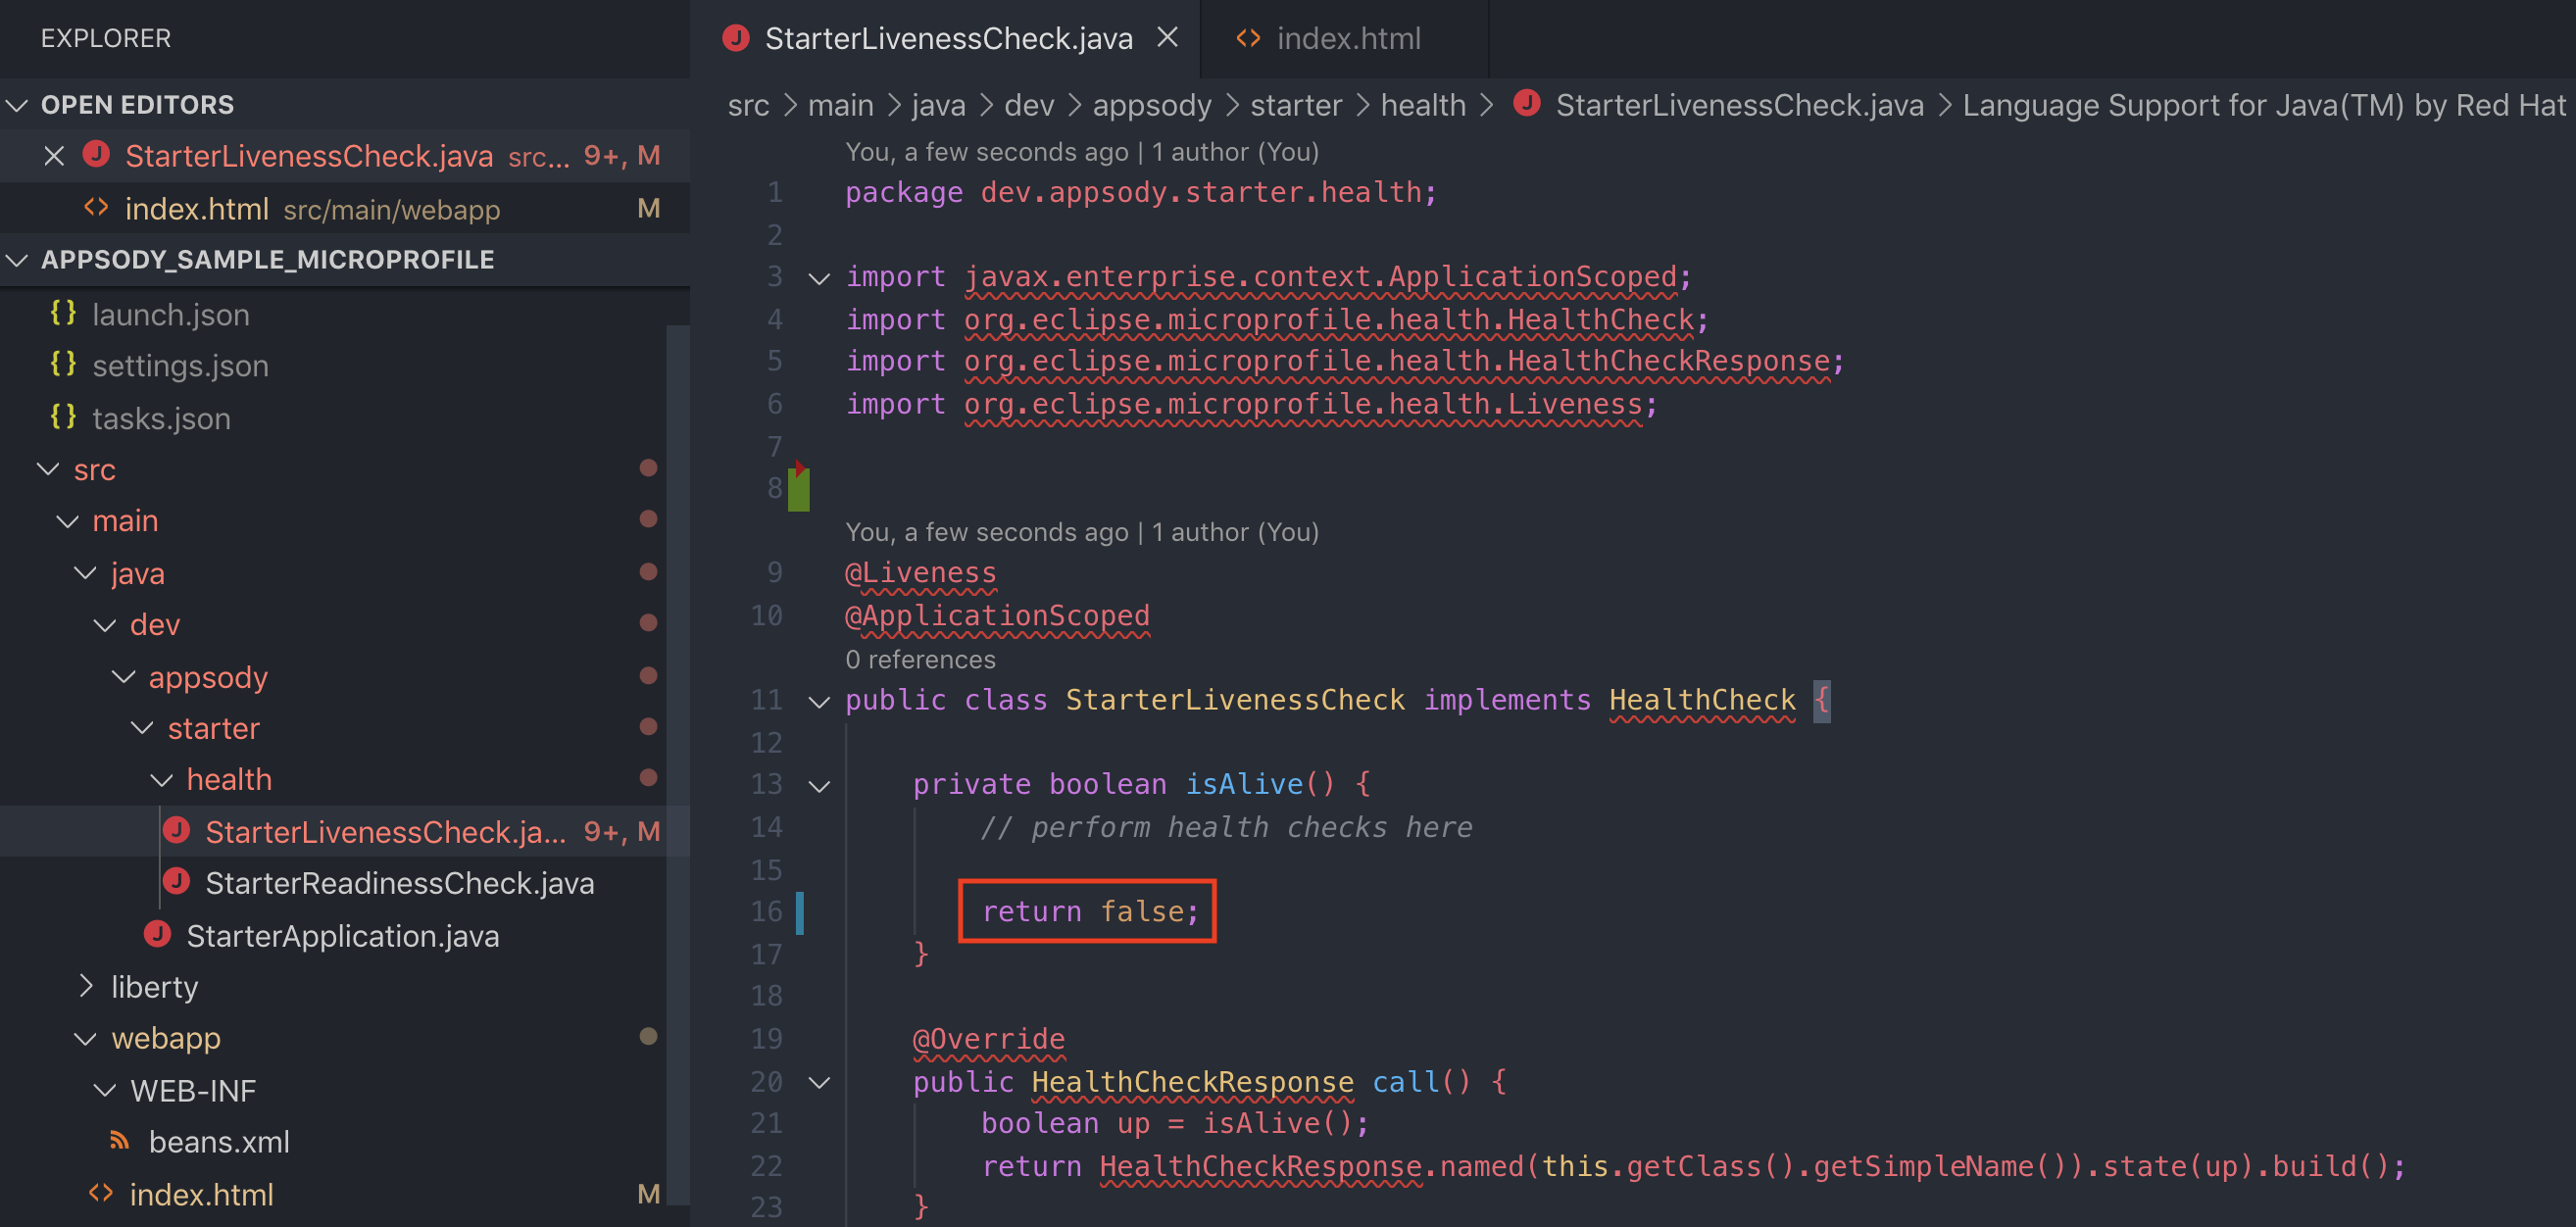 EXPLORER
OPEN EDITORS
StarterLivenessCheck.java src... 9+, M
index.html src/main/webapp M
APPSODY_SAMPLE_MICROPROFILE
{} launch.json
{} settings.json
{} tasks.json
src
main
java
dev
appsody
starter
health
J StarterLivenessCheck.ja... 9+, M
J StarterReadinessCheck.java
J StarterApplication.java
liberty
webapp
WEB-INF
beans.xml
<> index.html M
J StarterLivenessCheck.java
<> index.html
src > main > java > dev > appsody > starter > health > J StarterLivenessCheck.java > Language Support for Java(TM) by Red Hat
You, a few seconds ago | 1 author (You)
1 package dev.appsody.starter.health;
2
3 import javax.enterprise.context.ApplicationScoped;
4 import org.eclipse.microprofile.health.HealthCheck;
5 import org.eclipse.microprofile.health.HealthCheckResponse;
6 import org.eclipse.microprofile.health.Liveness;
7
8
You, a few seconds ago | 1 author (You)
9 @Liveness
10 @ApplicationScoped
0 references
11 public class StarterLivenessCheck implements HealthCheck {
12
13 private boolean isAlive() {
14 // perform health checks here
15
16 return false;
17 }
18
19 @Override
20 public HealthCheckResponse call() {
21 boolean up = isAlive();
22 return HealthCheckResponse.named(this.getClass().getSimpleName()).state(up).build();
23 }